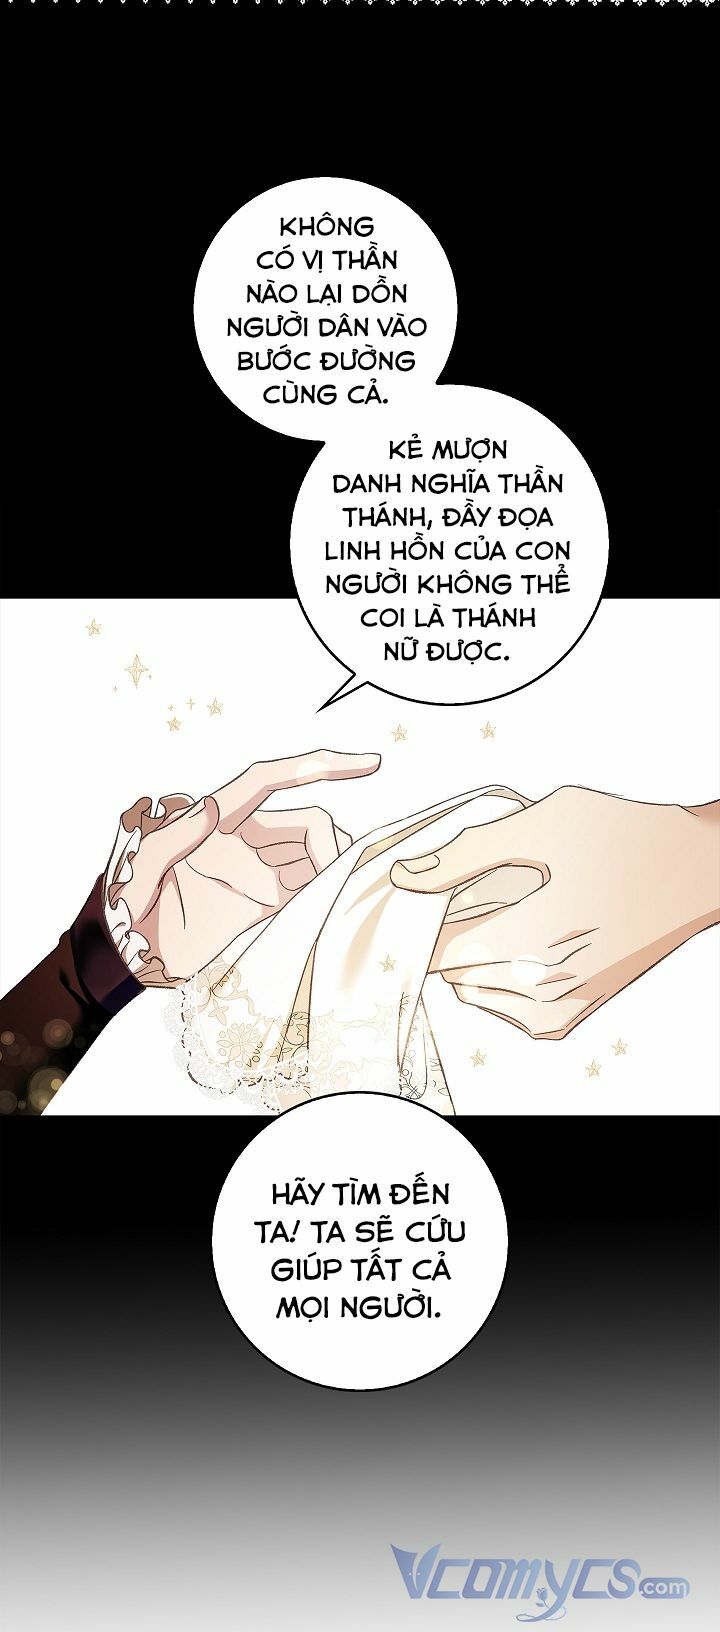 KHÔNG
CÓ VỊ THẦN
NÀO LẠI DỒN
NGƯỜI DÂN VÀO
BƯỚC ĐƯỜNG
CÙNG CẢ.
KẺ MƯỢN
DANH NGHĨA THẦN
THÁNH, ĐẦY ĐỌA
LINH HỒN CỦA CON
NGƯỜI KHÔNG THỂ
COI LÀ THÁNH
NỮ ĐƯỢC.
HÃY TÌM ĐẾN
TA! TA SẼ CỨU
GIÚP TẤT CẢ
MỌI NGƯỜI.
VCOMYCS.com